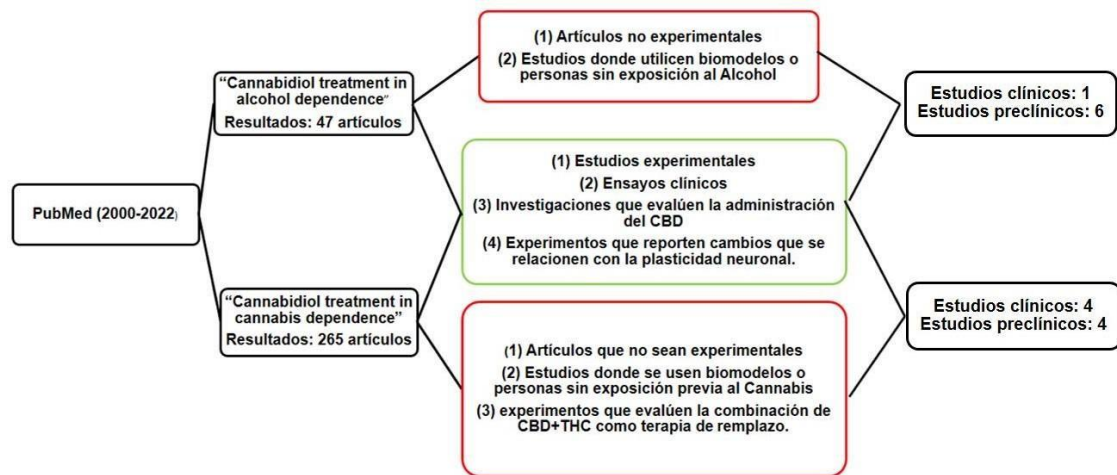 PubMed (2000-2022)
“Cannabidiol treatment in
alcohol dependence”
Resultados: 47 artículos
“Cannabidiol treatment in
cannabis dependence”
Resultados: 265 artículos
(1) Artículos no experimentales
(2) Estudios donde utilicen biomodelos o
personas sin exposición al Alcohol
(1) Estudios experimentales
(2) Ensayos clínicos
(3) Investigaciones que evalúen la administración
del CBD
(4) Experimentos que reporten cambios que se
relacionen con la plasticidad neuronal.
(1) Artículos que no sean experimentales
(2) Estudios donde se usen biomodelos o
personas sin exposición previa al Cannabis
(3) experimentos que evalúen la combinación de
CBD+THC como terapia de remplazo.
Estudios clínicos: 1
Estudios preclínicos: 6
Estudios clínicos: 4
Estudios preclínicos: 4